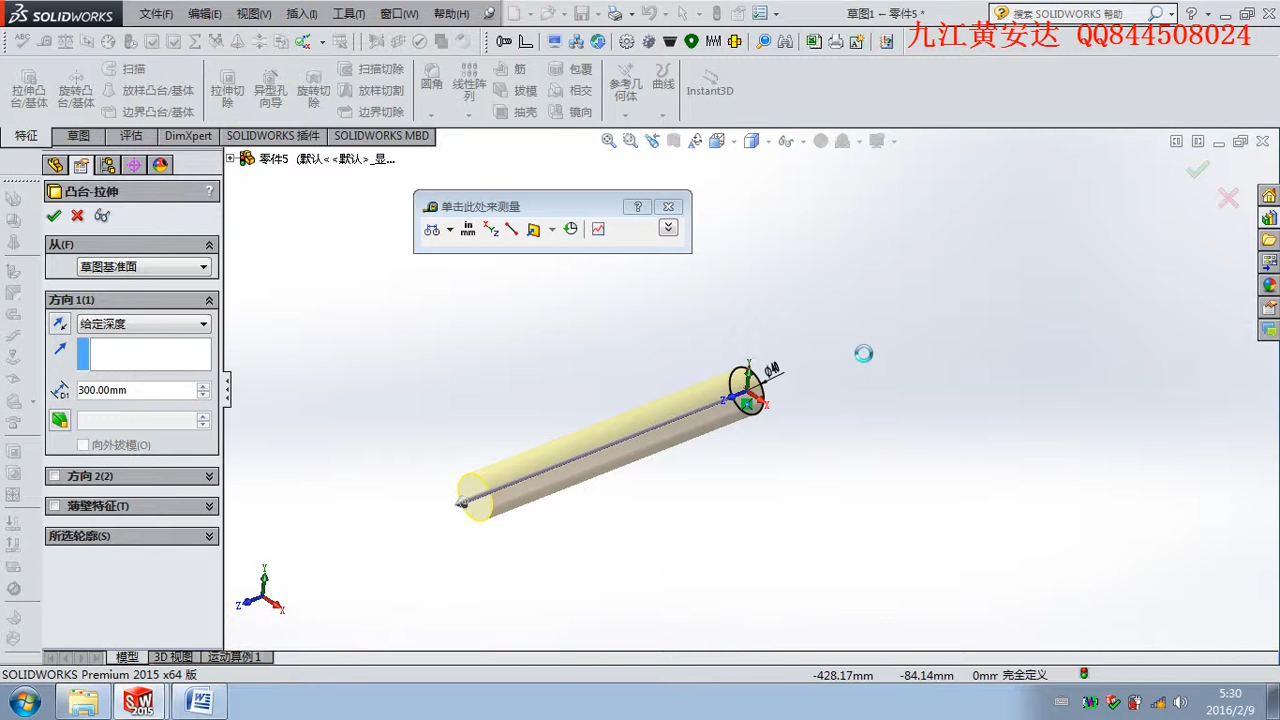 SOLIDWORKS 文件(F) 编辑(E) 视图(V) 插入(I) 工具(T) 窗口(W) 帮助(H) 草图1 ← 零件5 * 搜索 SOLIDWORKS 帮助
九江黄安达 QQ844508024
拉伸凸台/基体 旋转凸台/基体 扫描 放样凸台/基体 边界凸台/基体 拉伸切除 异型孔向导 旋转切除 扫描切除 放样切割 边界切除 圆角 线性阵列 筋 拔模 抽壳 包覆 相交 镜向 参考几何体 曲线 Instant3D
特征 草图 评估 DimXpert SOLIDWORKS 插件 SOLIDWORKS MBD
零件5 (默认<<默认>_显...
凸台-拉伸 ?
单击此处来测量 ?
in mm XYZ
从(F)
草图基准面
方向 1(1)
给定深度
D1 300.00mm
向外拔模(O)
方向 2(2)
薄壁特征(T)
所选轮廓(S)
Y Ø40
Z X
Y
Z X
模型 3D 视图 运动算例 1
SOLIDWORKS Premium 2015 x64 版 -428.17mm -84.14mm 0mm 完全定义
SW 2015 5:30
2016/2/9